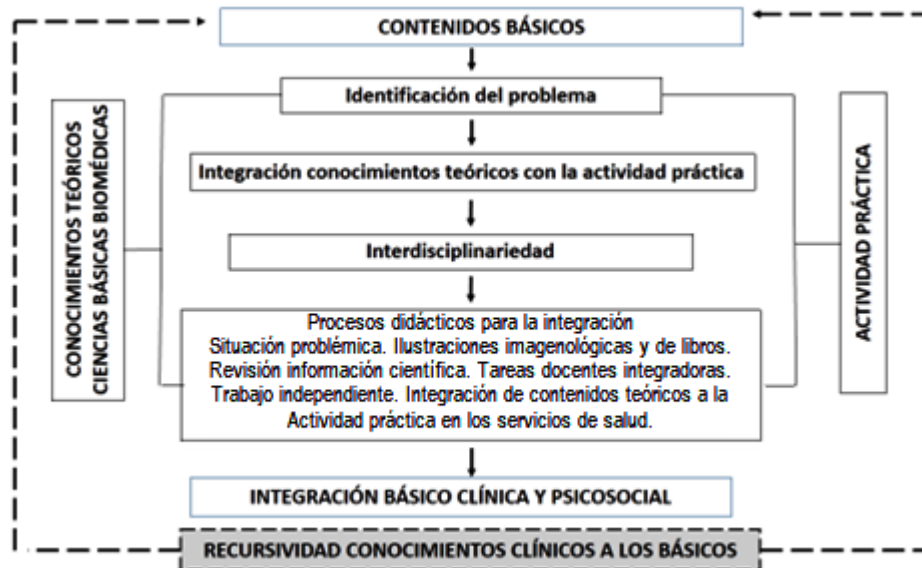 CONTENIDOS BÁSICOS
Identificación del problema
CONOCIMIENTOS TEÓRICOS
CIENCIAS BÁSICAS BIOMÉDICAS
Integración conocimientos teóricos con la actividad práctica
Interdisciplinariedad
ACTIVIDAD PRÁCTICA
Procesos didácticos para la integración
Situación problémica. Ilustraciones imagenológicas y de libros.
Revisión información científica. Tareas docentes integradoras.
Trabajo independiente. Integración de contenidos teóricos a la
Actividad práctica en los servicios de salud.
INTEGRACIÓN BÁSICO CLÍNICA Y PSICOSOCIAL
RECURSIVIDAD CONOCIMIENTOS CLÍNICOS A LOS BÁSICOS